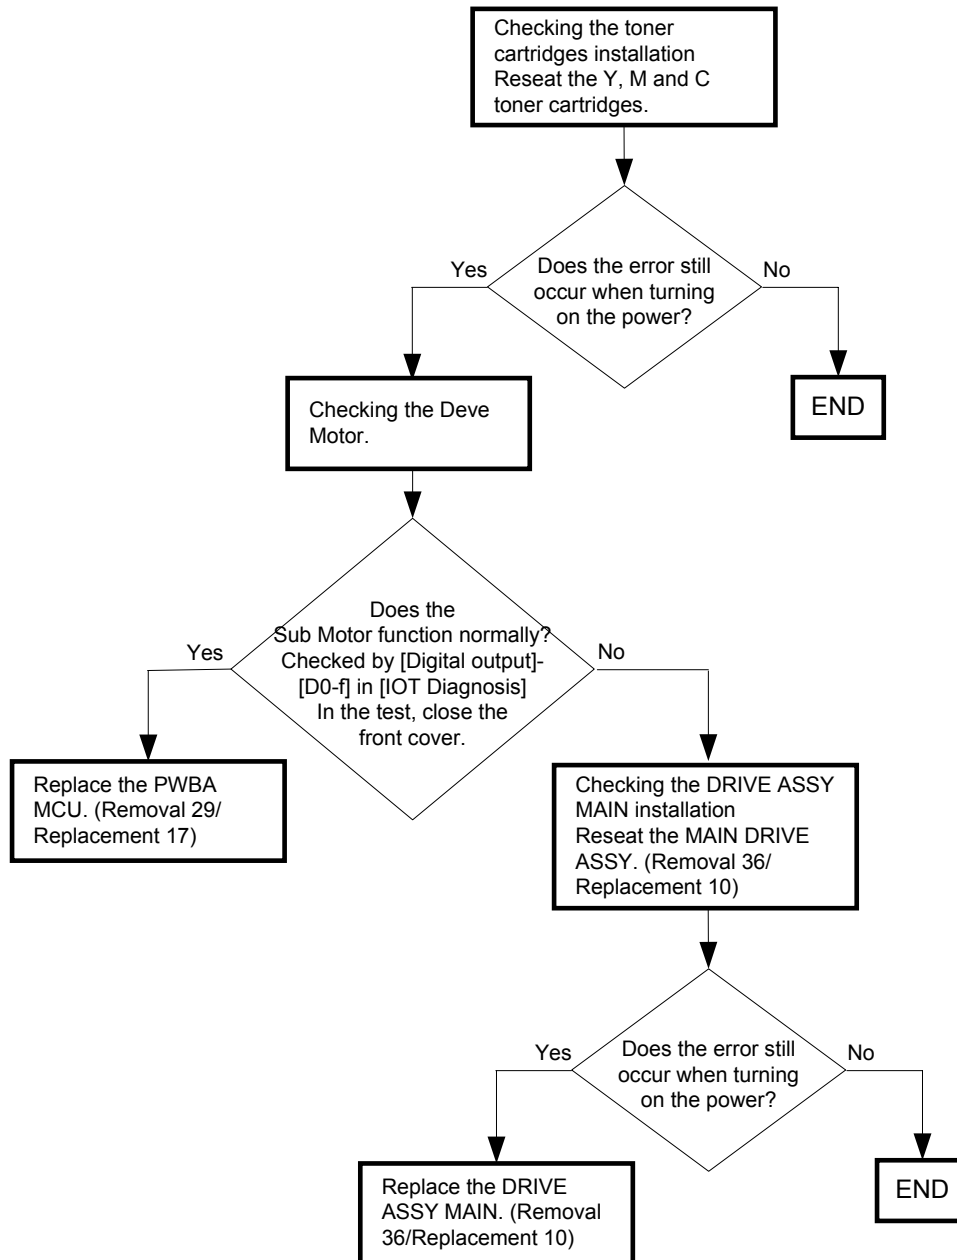 Checking the toner
cartridges installation
Reseat the Y, M and C
toner cartridges.
Does the error still
occur when turning
on the power?
Yes
No
END
Checking the Deve
Motor.
Does the
Sub Motor function normally?
Checked by [Digital output]-
[D0-f] in [IOT Diagnosis]
In the test, close the
front cover.
Yes
No
Replace the PWBA
MCU. (Removal 29/
Replacement 17)
Checking the DRIVE ASSY
MAIN installation
Reseat the MAIN DRIVE
ASSY. (Removal 36/
Replacement 10)
Does the error still
occur when turning
on the power?
Yes
No
Replace the DRIVE
ASSY MAIN. (Removal
36/Replacement 10)
END